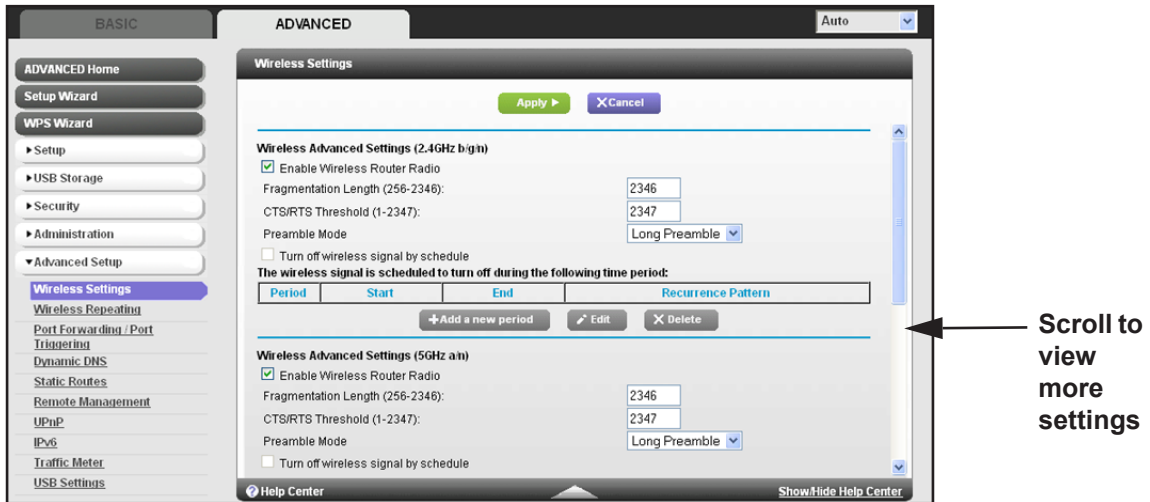 BASIC
ADVANCED
Auto
ADVANCED Home
Setup Wizard
WPS Wizard
Setup
USB Storage
Security
Administration
Advanced Setup
Wireless Settings
Wireless Repeating
Port Forwarding / Port
Triggering
Dynamic DNS
Static Routes
Remote Management
UPnP
IPv6
Traffic Meter
USB Settings
Wireless Settings
Apply
X Cancel
Wireless Advanced Settings (2.4GHz b/g/n)
Enable Wireless Router Radio
Fragmentation Length (256-2346): 2346
CTS/RTS Threshold (1-2347): 2347
Preamble Mode Long Preamble
Turn off wireless signal by schedule
The wireless signal is scheduled to turn off during the following time period:
Period Start End Recurrence Pattern
+Add a new period Edit X Delete
Wireless Advanced Settings (5GHz a/n)
Enable Wireless Router Radio
Fragmentation Length (256-2346): 2346
CTS/RTS Threshold (1-2347): 2347
Preamble Mode Long Preamble
Turn off wireless signal by schedule
? Help Center Show/Hide Help Center
Scroll to
view
more
settings